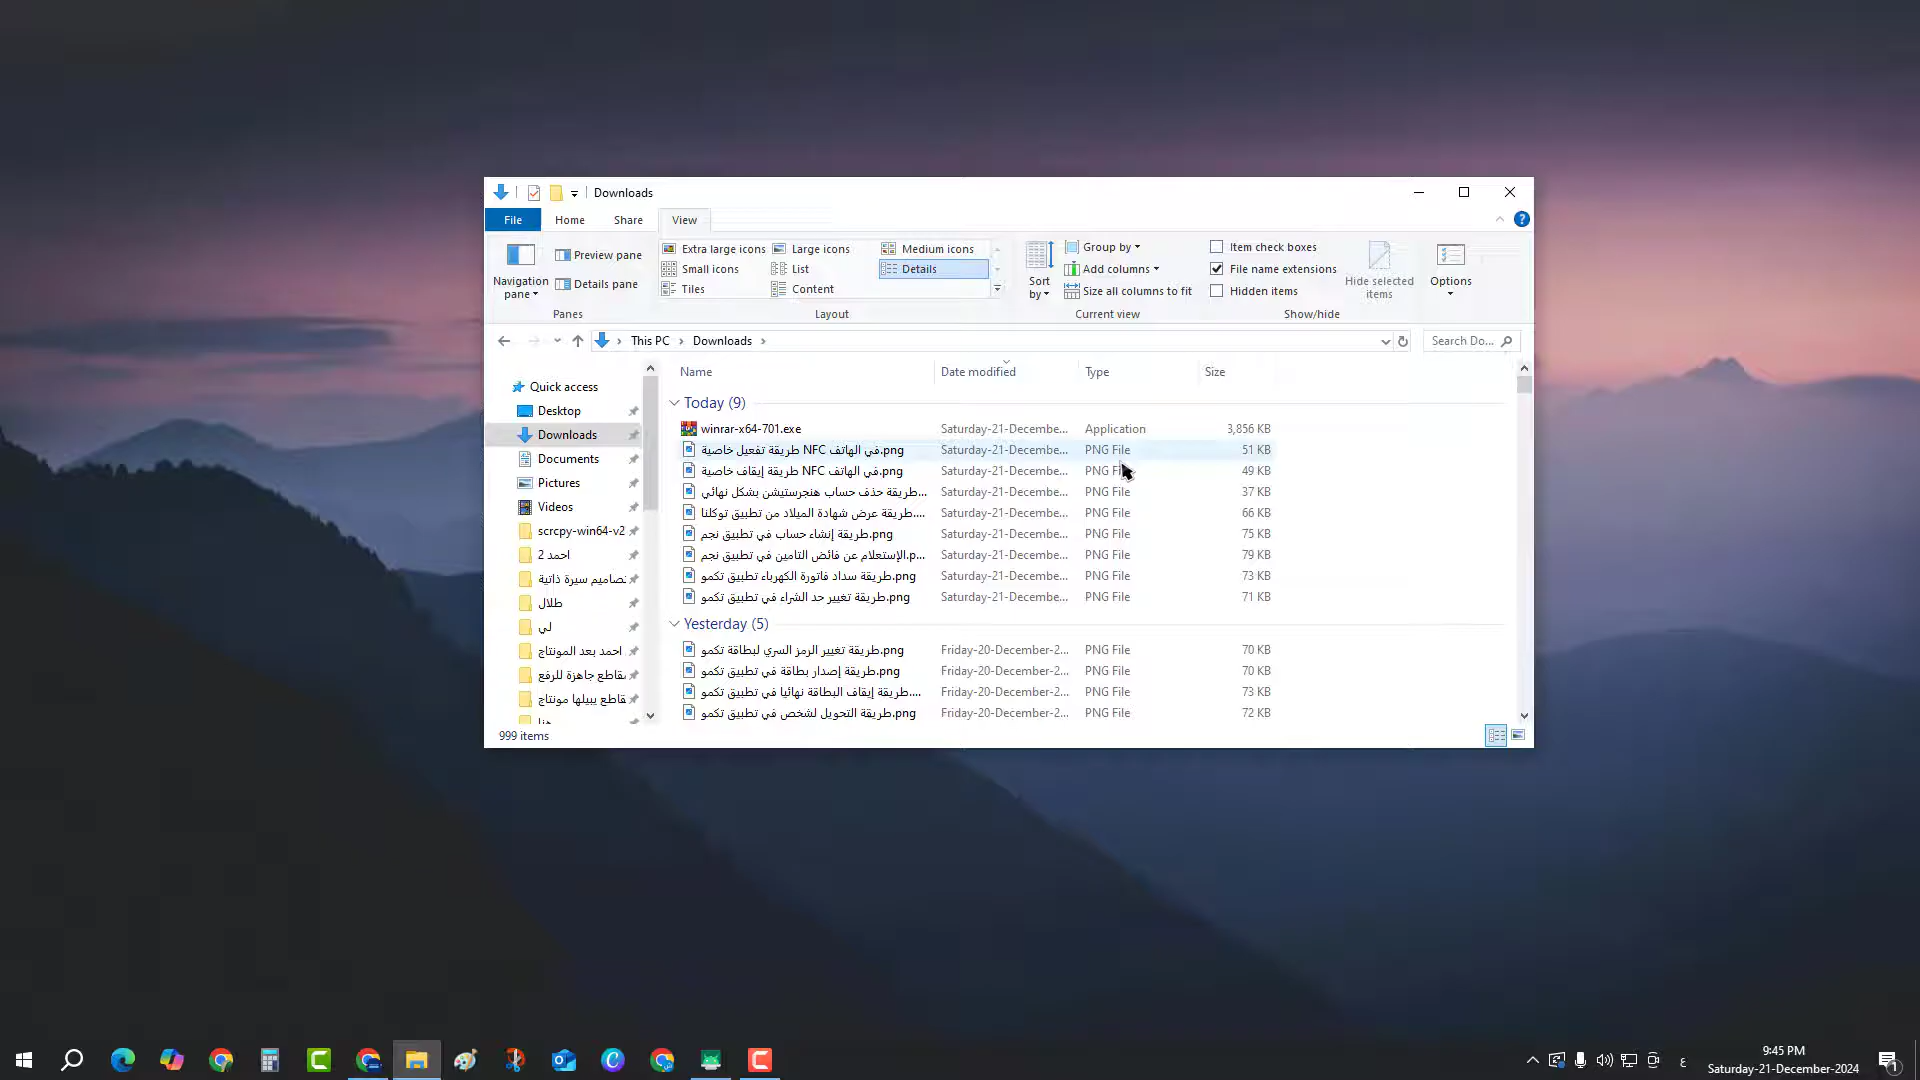 Downloads
File Home Share View
Navigation pane
Preview pane
Details pane
Panes
Extra large icons Large icons Medium icons
Small icons List Details
Tiles Content
Layout
Sort by
Group by
Add columns
Size all columns to fit
Current view
Item check boxes
File name extensions
Hidden items
Hide selected items
Show/hide
Options
This PC Downloads
Search Do...
Quick access
Desktop
Downloads
Documents
Pictures
Videos
scrcpy-win64-v2
احمد 2
تصاميم سيرة ذاتية
طلال
لي
احمد بعد المونتاج
مقاطع جاهزة للرفع
مقاطع يبيلها مونتاج
هنا
Name Date modified Type Size
Today (9)
winrar-x64-701.exe Saturday-21-Decembe... Application 3,856 KB
طريقة تفعيل خاصية NFC في الهاتف.png Saturday-21-Decembe... PNG File 51 KB
طريقة إيقاف خاصية NFC في الهاتف.png Saturday-21-Decembe... PNG File 49 KB
طريقة حذف حساب هنجرستيشن بشكل نهائي... Saturday-21-Decembe... PNG File 37 KB
طريقة عرض شهادة الميلاد من تطبيق توكلنا.... Saturday-21-Decembe... PNG File 66 KB
طريقة إنشاء حساب في تطبيق نجم.png Saturday-21-Decembe... PNG File 75 KB
الإستعلام عن فائض التامين في تطبيق نجم.p... Saturday-21-Decembe... PNG File 79 KB
طريقة سداد فاتورة الكهرباء تطبيق تكمو.png Saturday-21-Decembe... PNG File 73 KB
طريقة تغيير حد الشراء في تطبيق تكمو.png Saturday-21-Decembe... PNG File 71 KB
Yesterday (5)
طريقة تغيير الرمز السري لبطاقة تكمو.png Friday-20-December-2... PNG File 70 KB
طريقة إصدار بطاقة في تطبيق تكمو.png Friday-20-December-2... PNG File 70 KB
طريقة إيقاف البطاقة نهائيا في تطبيق تكمو.... Friday-20-December-2... PNG File 73 KB
طريقة التحويل لشخص في تطبيق تكمو.png Friday-20-December-2... PNG File 72 KB
999 items
ع
9:45 PM
Saturday-21-December-2024
1